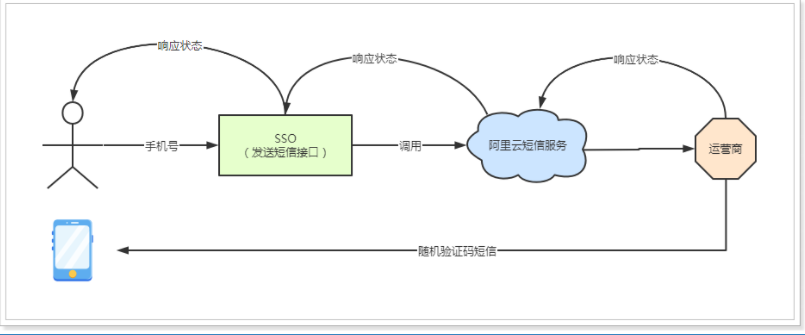 响应状态
响应状态
响应状态
手机号
SSO
（发送短信接口）
调用
阿里云短信服务
运营商
随机验证码短信